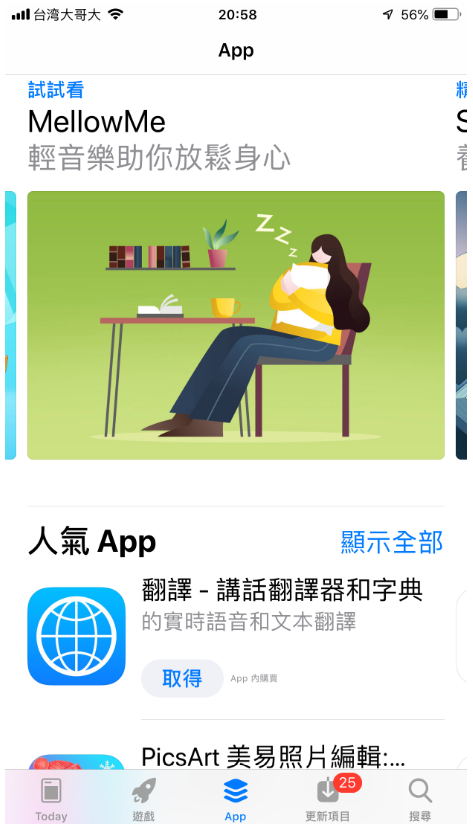 台湾大哥大 20:58 56%
App
試試看
MellowMe
輕音樂助你放鬆身心
Z Z Z
人氣 App 顯示全部
翻譯 - 講話翻譯器和字典
的實時語音和文本翻譯
取得 App 內購買
PicsArt 美易照片編輯:...
25
Today 遊戲 App 更新項目 搜尋